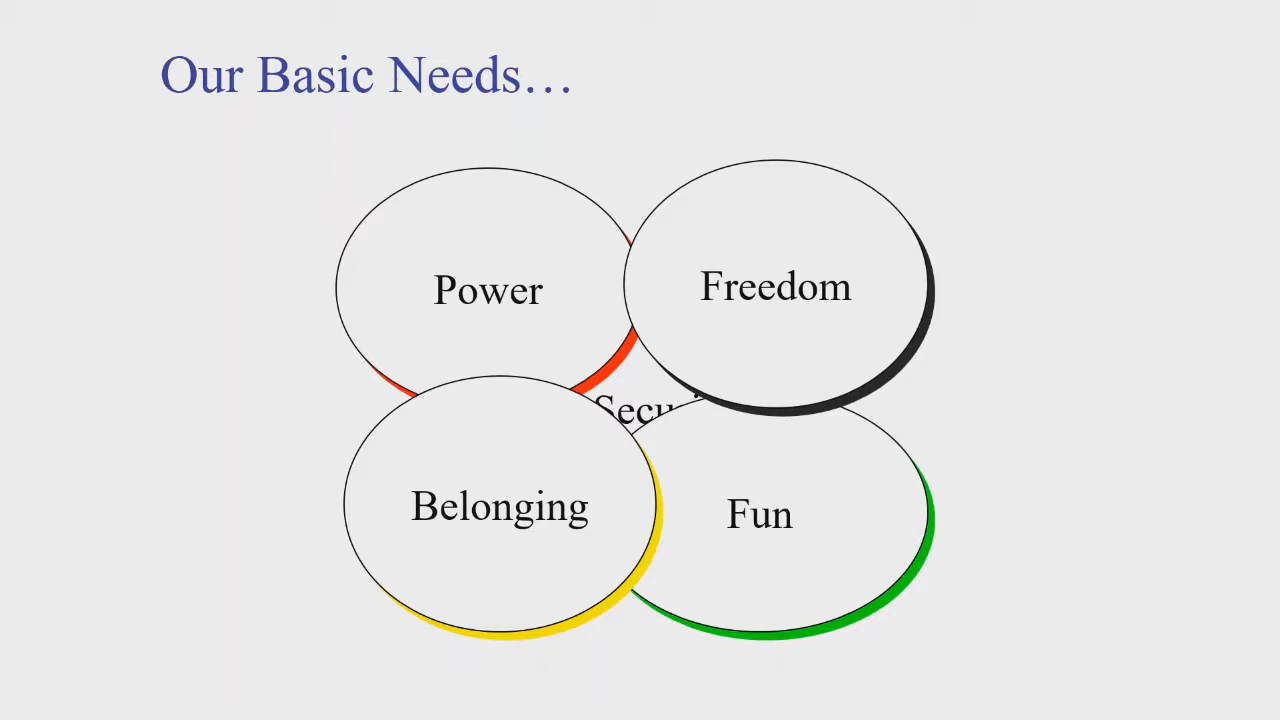 Our Basic Needs…
Power
Freedom
Belonging
Fun